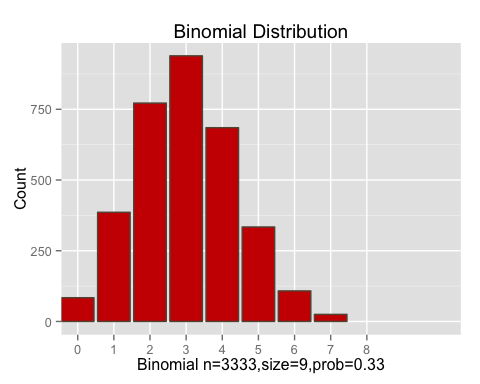 Binomial Distribution
Count
750
500
250
0
0 1 2 3 4 5 6 7 8
Binomial n=3333,size=9,prob=0.33